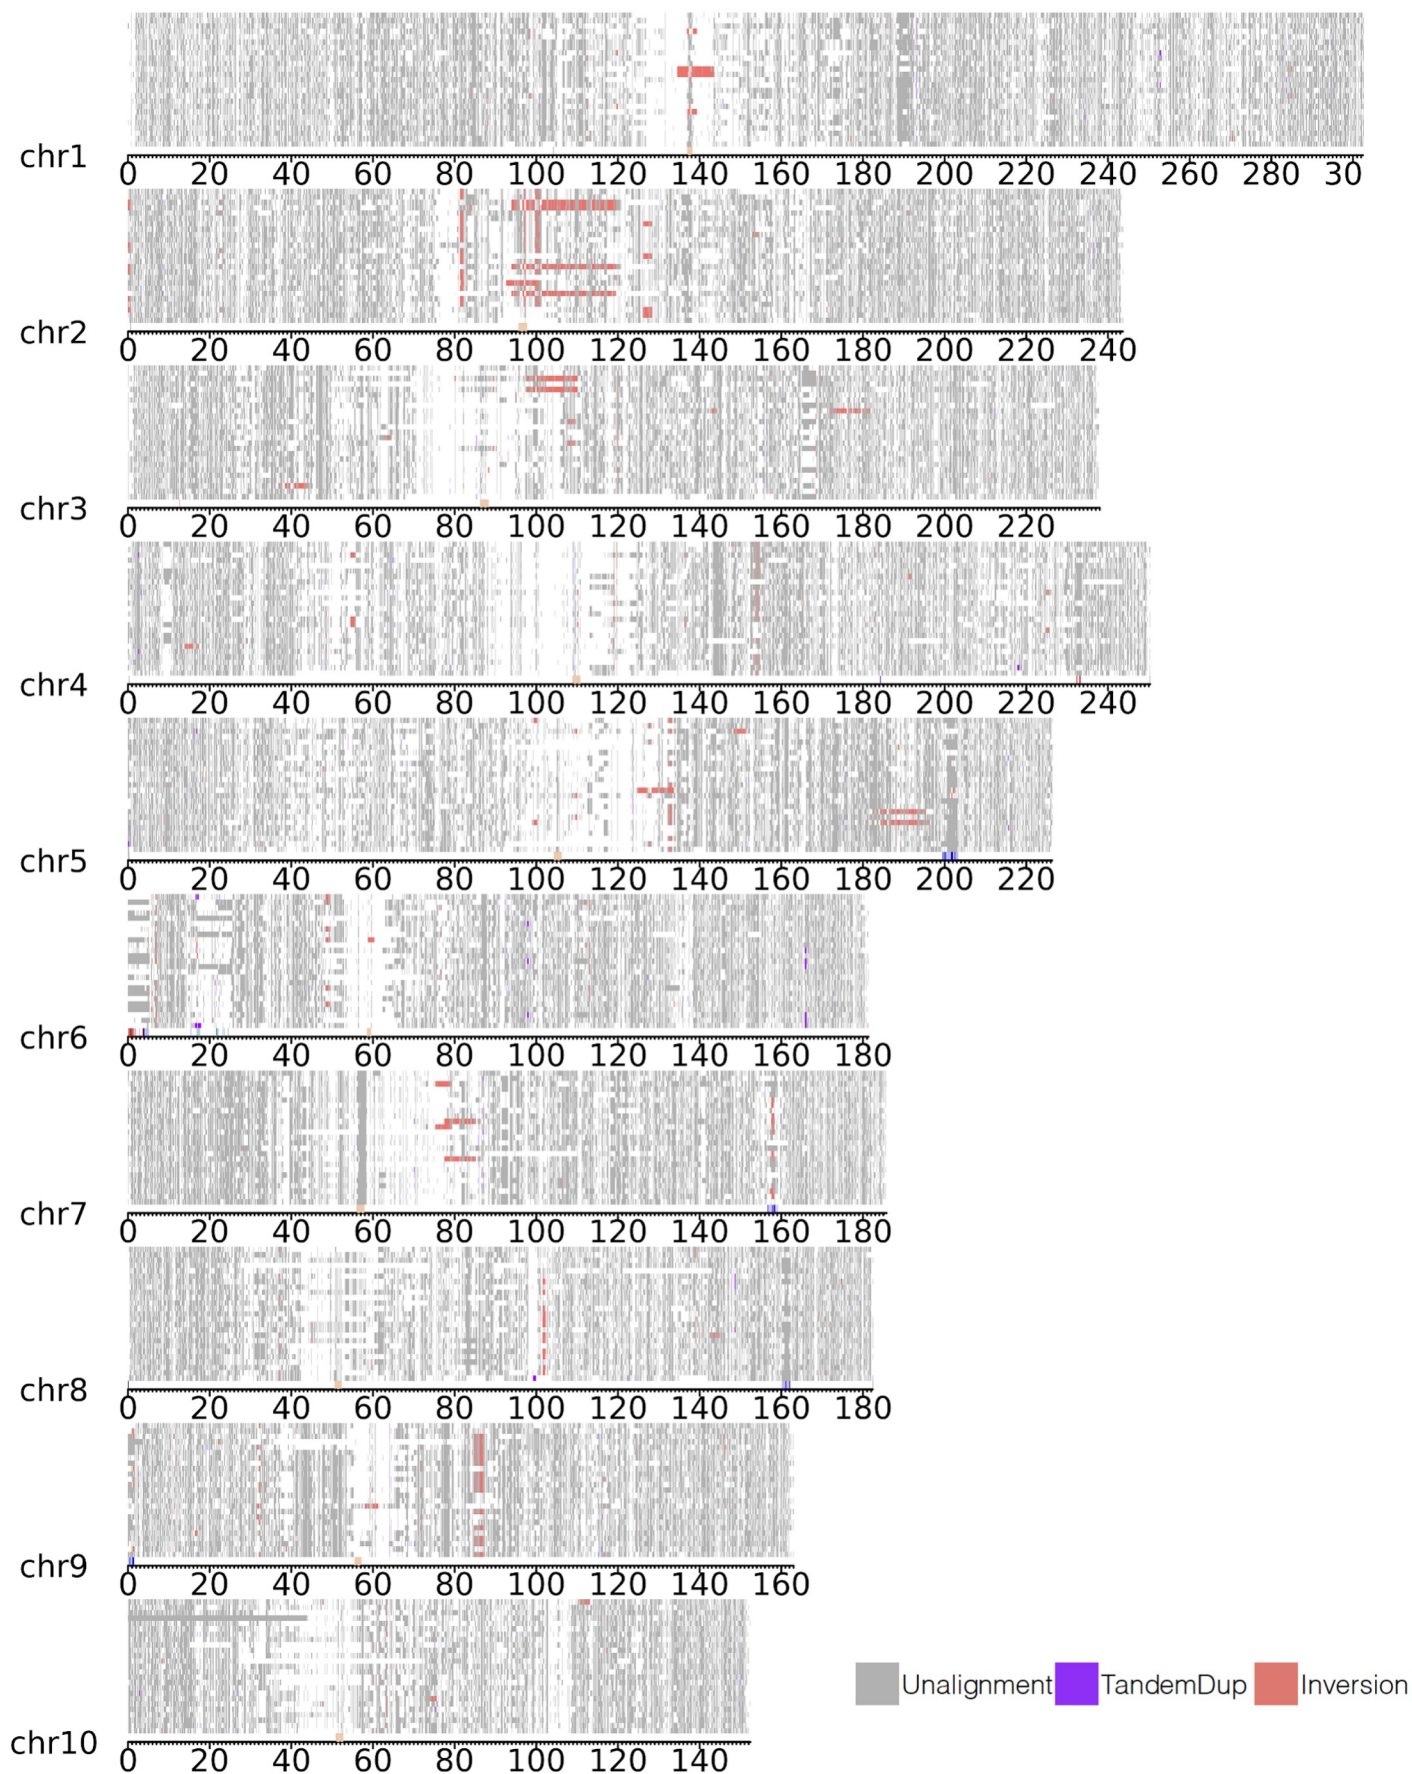 chr1
0 20 40 60 80 100 120 140 160 180 200 220 240 260 280 30
chr2
0 20 40 60 80 100 120 140 160 180 200 220 240
chr3
0 20 40 60 80 100 120 140 160 180 200 220
chr4
0 20 40 60 80 100 120 140 160 180 200 220 240
chr5
0 20 40 60 80 100 120 140 160 180 200 220
chr6
0 20 40 60 80 100 120 140 160 180
chr7
0 20 40 60 80 100 120 140 160 180
chr8
0 20 40 60 80 100 120 140 160 180
chr9
0 20 40 60 80 100 120 140 160
Unalignment TandemDup Inversion
chr10
0 20 40 60 80 100 120 140